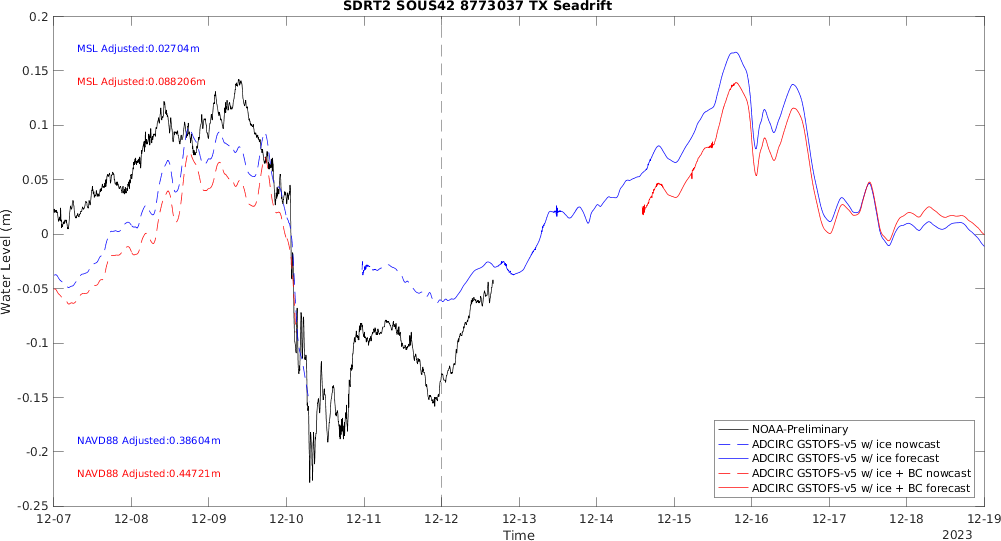 SDRT2 SOUS42 8773037 TX Seadrift
0.2
0.15
0.1
0.05
0
-0.05
-0.1
-0.15
-0.2
-0.25
Water Level (m)
MSL Adjusted:0.02704m
MSL Adjusted:0.088206m
NAVD88 Adjusted:0.38604m
NAVD88 Adjusted:0.44721m
NOAA-Preliminary
ADCIRC GSTOFS-v5 w/ ice nowcast
ADCIRC GSTOFS-v5 w/ ice forecast
ADCIRC GSTOFS-v5 w/ ice + BC nowcast
ADCIRC GSTOFS-v5 w/ ice + BC forecast
12-07 12-08 12-09 12-10 12-11 12-12 12-13 12-14 12-15 12-16 12-17 12-18 12-19
Time
2023